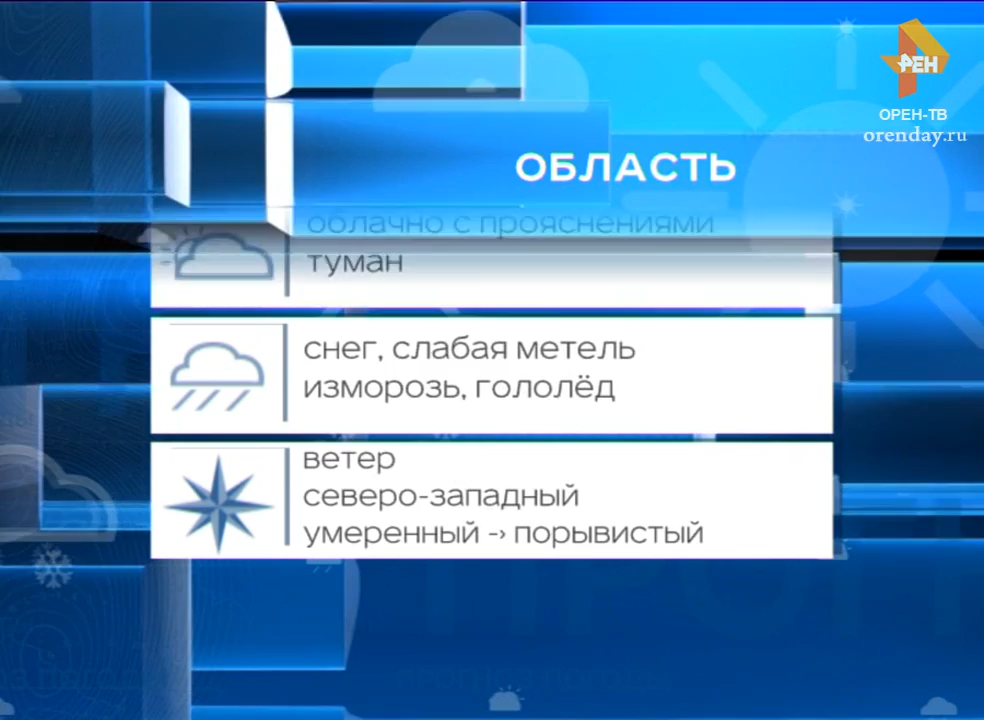 РЕН
ОРЕН-ТВ
orenday.ru
ОБЛАСТЬ
облачно с прояснениями
туман
снег, слабая метель
изморозь, гололёд
ветер
северо-западный
умеренный -› порывистый